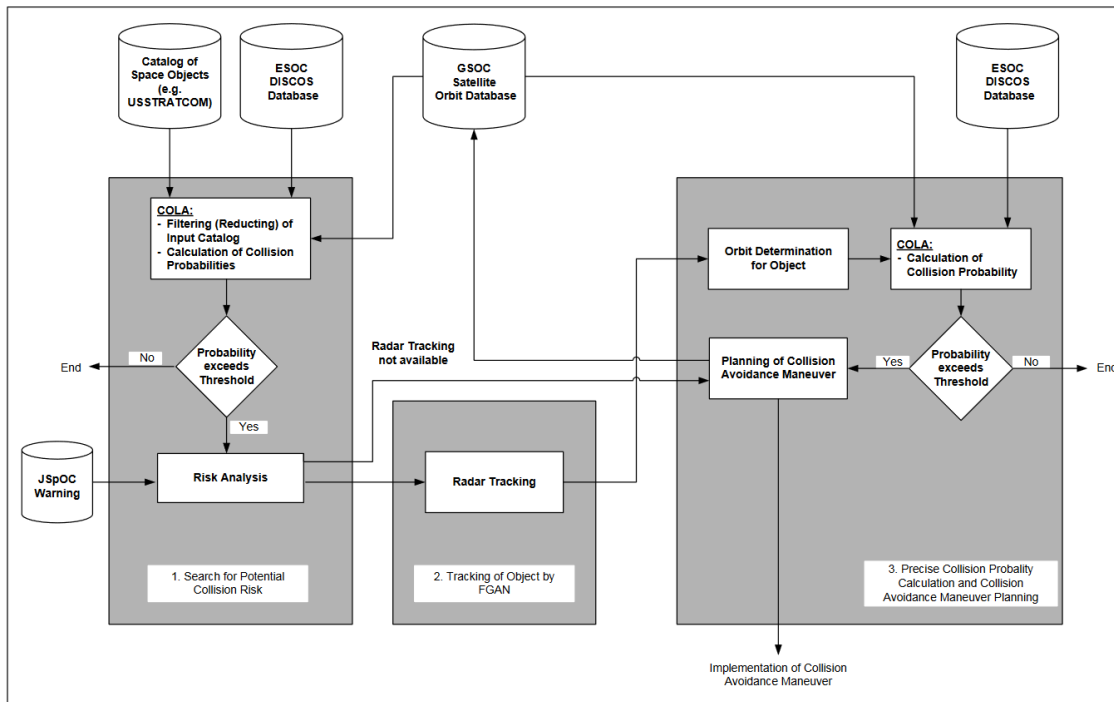 Catalog of
Space Objects
(e.g.
USSTRATCOM)
ESOC
DISCOS
Database
GSOC
Satellite
Orbit Database
ESOC
DISCOS
Database
COLA:
- Filtering (Reducting) of
Input Catalog
- Calculation of Collision
Probabilities
Orbit Determination
for Object
COLA:
- Calculation of
Collision Probability
Radar Tracking
not available
End
No
Probability
exceeds
Threshold
Yes
Planning of Collision
Avoidance Maneuver
Yes
Probability
exceeds
Threshold
No
End
JSpOC
Warning
Risk Analysis
Radar Tracking
1. Search for Potential
Collision Risk
2. Tracking of Object by
FGAN
3. Precise Collision Probality
Calculation and Collision
Avoidance Maneuver Planning
Implementation of Collision
Avoidance Maneuver